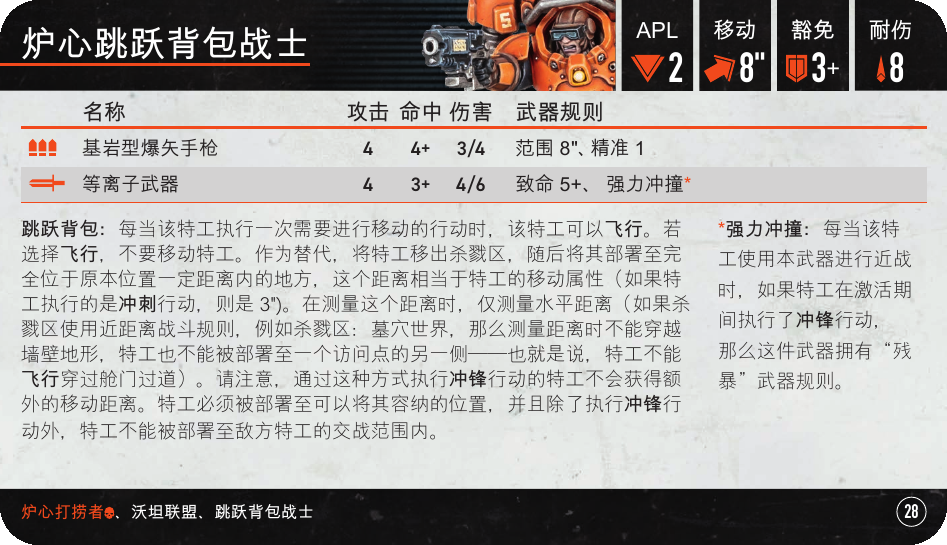 炉心跳跃背包战士
APL 移动 豁免 耐伤
2 8" 3+ 8
名称 攻击 命中 伤害 武器规则
基岩型爆矢手枪 4 4+ 3/4 范围 8"、精准 1
等离子武器 4 3+ 4/6 致命 5+、 强力冲撞*
跳跃背包：每当该特工执行一次需要进行移动的行动时，该特工可以飞行。若
选择飞行，不要移动特工。作为替代，将特工移出杀戮区，随后将其部署至完
全位于原本位置一定距离内的地方，这个距离相当于特工的移动属性（如果特
工执行的是冲刺行动，则是 3")。在测量这个距离时，仅测量水平距离（如果杀
戮区使用近距离战斗规则，例如杀戮区：墓穴世界，那么测量距离时不能穿越
墙壁地形，特工也不能被部署至一个访问点的另一侧——也就是说，特工不能
飞行穿过舱门过道）。请注意，通过这种方式执行冲锋行动的特工不会获得额
外的移动距离。特工必须被部署至可以将其容纳的位置，并且除了执行冲锋行
动外，特工不能被部署至敌方特工的交战范围内。
*强力冲撞：每当该特
工使用本武器进行近战
时，如果特工在激活期
间执行了冲锋行动，
那么这件武器拥有“残
暴”武器规则。
炉心打捞者、沃坦联盟、跳跃背包战士
28